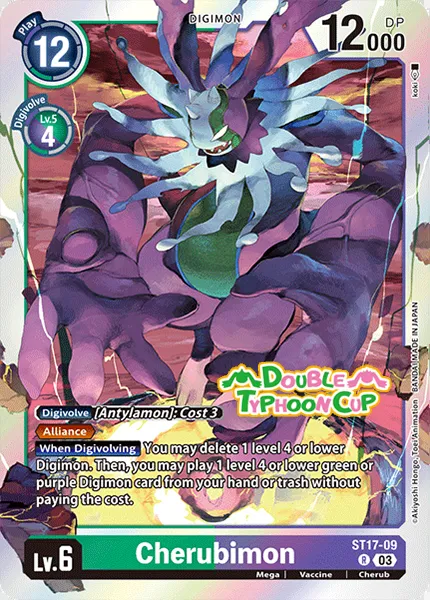 DIGIMON
Play
12
12000
DP
koki
Digivolve
Lv.5
4
DOUBLE
TYPHOON CUP
Digivolve [Antylamon]: Cost 3
Alliance
When Digivolving You may delete 1 level 4 or lower
Digimon. Then, you may play 1 level 4 or lower green or
purple Digimon card from your hand or trash without
paying the cost.
©Akiyoshi Hongo, Toei Animation BANDAI MADE IN JAPAN
Lv.6
Cherubimon
ST17-09
R 03
Mega | Vaccine | Cherub